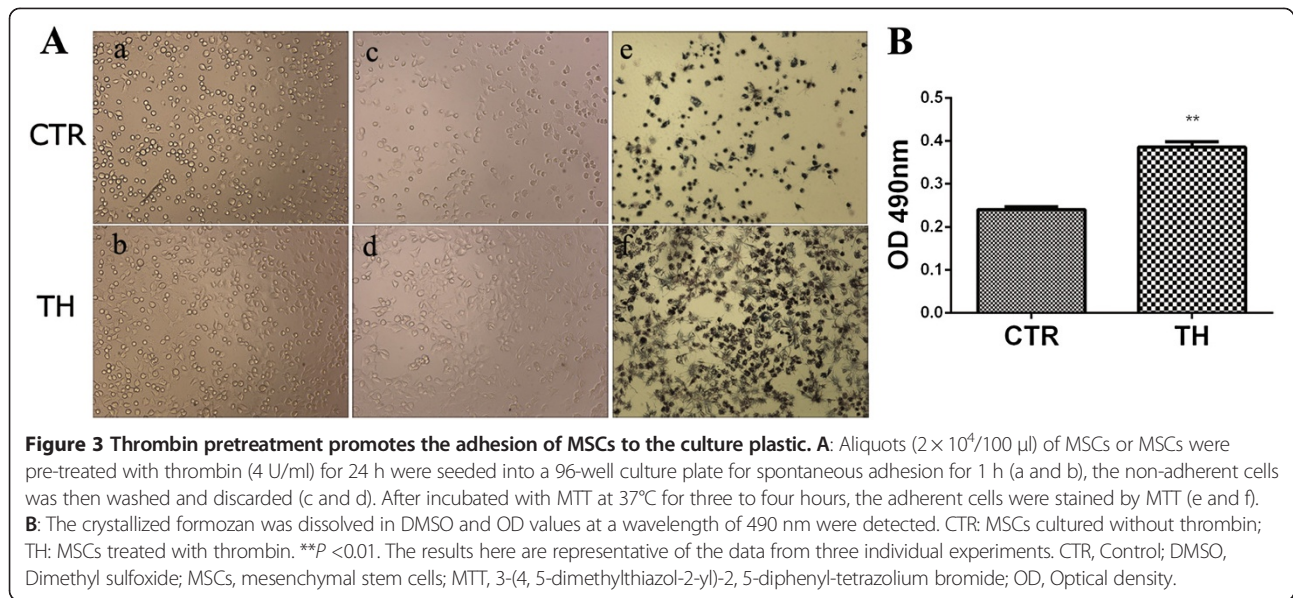 A
a
c
e
CTR
b
d
f
TH
B
OD 490nm
0.5
0.4
0.3
0.2
0.1
0.0
**
CTR
TH
Figure 3 Thrombin pretreatment promotes the adhesion of MSCs to the culture plastic. A: Aliquots (2 × 10⁴/100 μl) of MSCs or MSCs were
pre-treated with thrombin (4 U/ml) for 24 h were seeded into a 96-well culture plate for spontaneous adhesion for 1 h (a and b), the non-adherent cells
was then washed and discarded (c and d). After incubated with MTT at 37°C for three to four hours, the adherent cells were stained by MTT (e and f).
B: The crystallized formozan was dissolved in DMSO and OD values at a wavelength of 490 nm were detected. CTR: MSCs cultured without thrombin;
TH: MSCs treated with thrombin. **P <0.01. The results here are representative of the data from three individual experiments. CTR, Control; DMSO,
Dimethyl sulfoxide; MSCs, mesenchymal stem cells; MTT, 3-(4, 5-dimethylthiazol-2-yl)-2, 5-diphenyl-tetrazolium bromide; OD, Optical density.